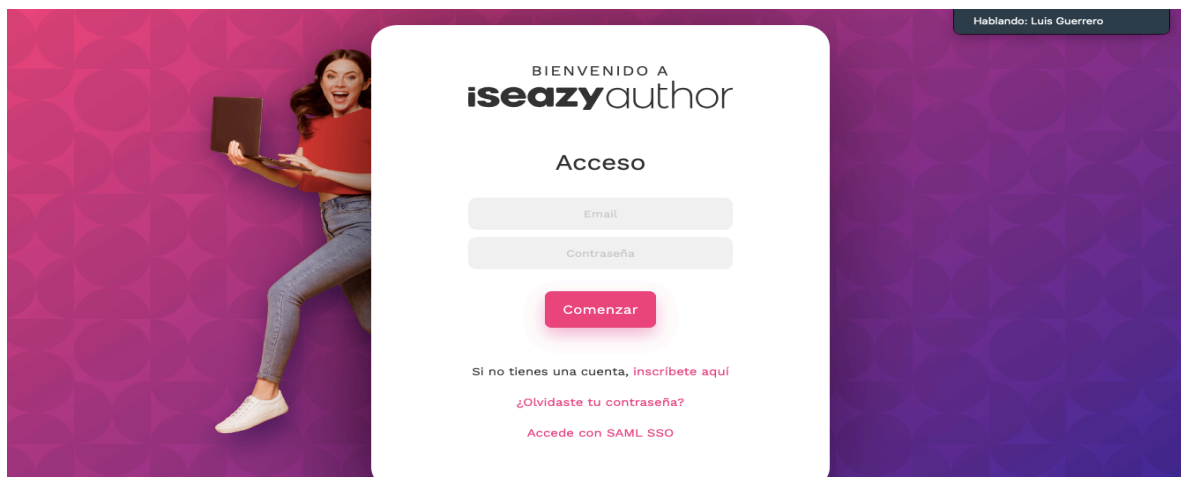 Hablando: Luis Guerrero
BIENVENIDO A
iseazyauthor
Acceso
Email
Contraseña
Comenzar
Si no tienes una cuenta, inscríbete aquí
¿Olvidaste tu contraseña?
Accede con SAML SSO